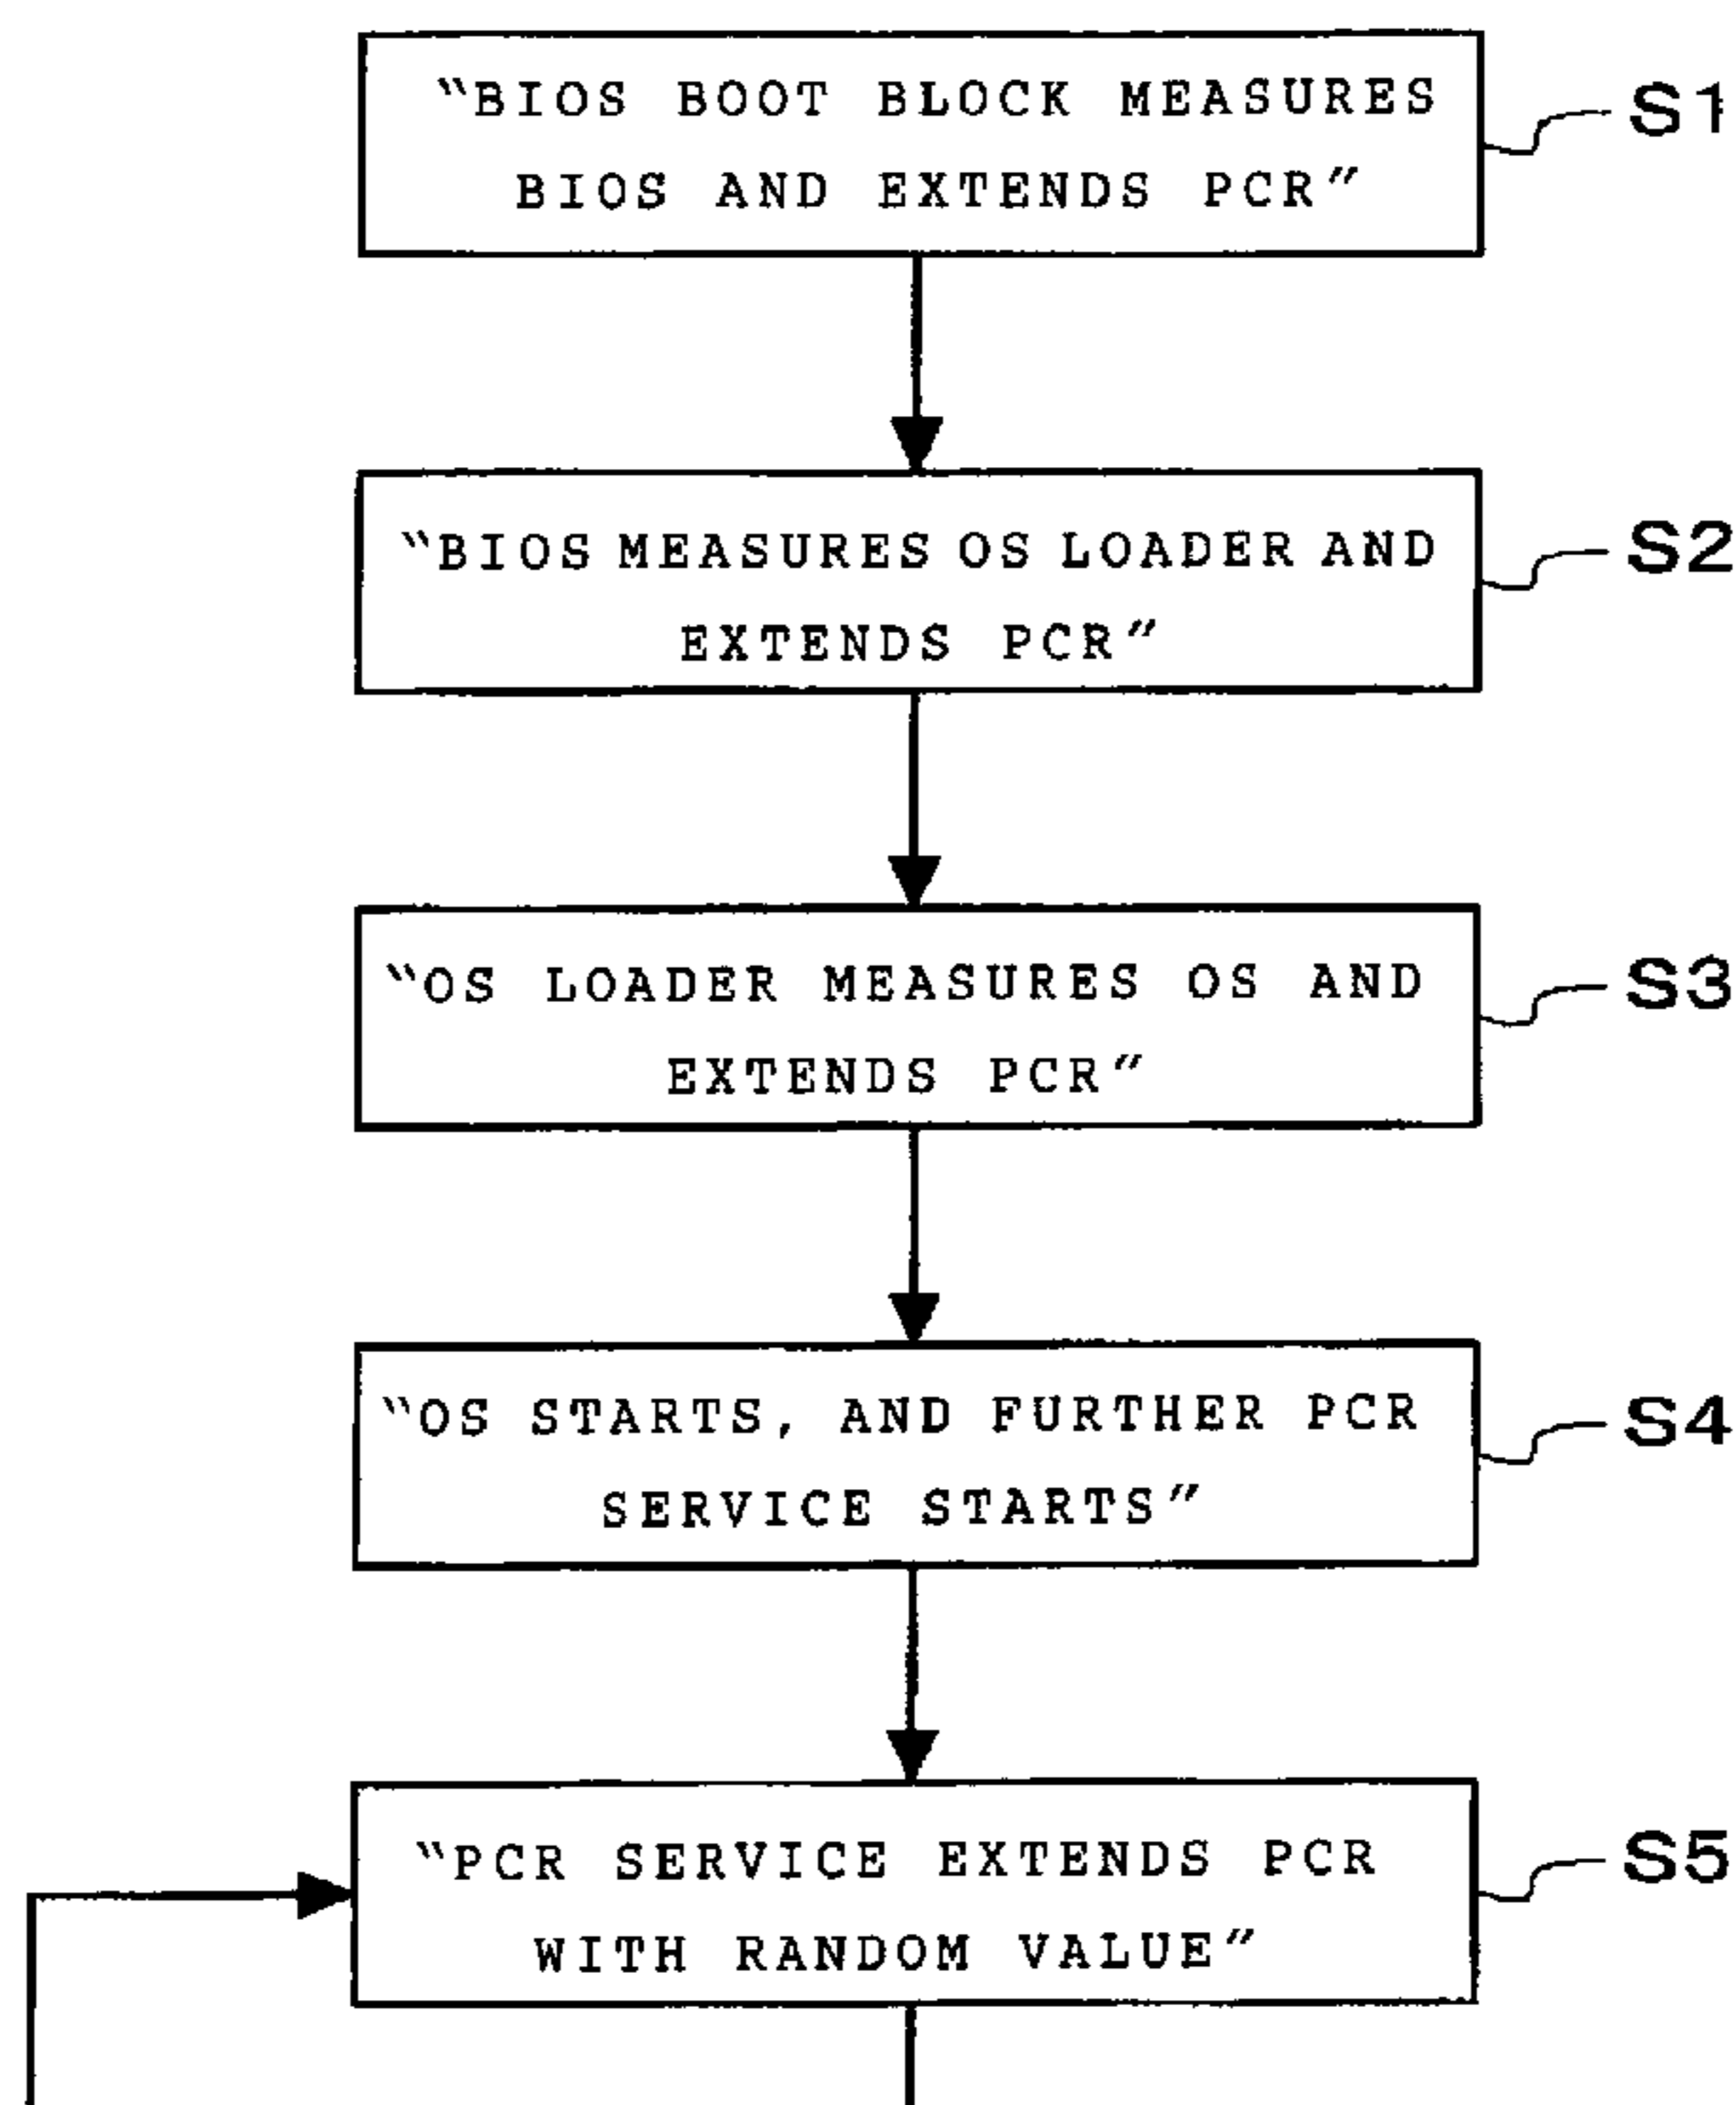 “BIOS BOOT BLOCK MEASURES
BIOS AND EXTENDS PCR”
S1
“BIOS MEASURES OS LOADER AND
EXTENDS PCR”
S2
“OS LOADER MEASURES OS AND
EXTENDS PCR”
S3
“OS STARTS, AND FURTHER PCR
SERVICE STARTS”
S4
“PCR SERVICE EXTENDS PCR
WITH RANDOM VALUE”
S5